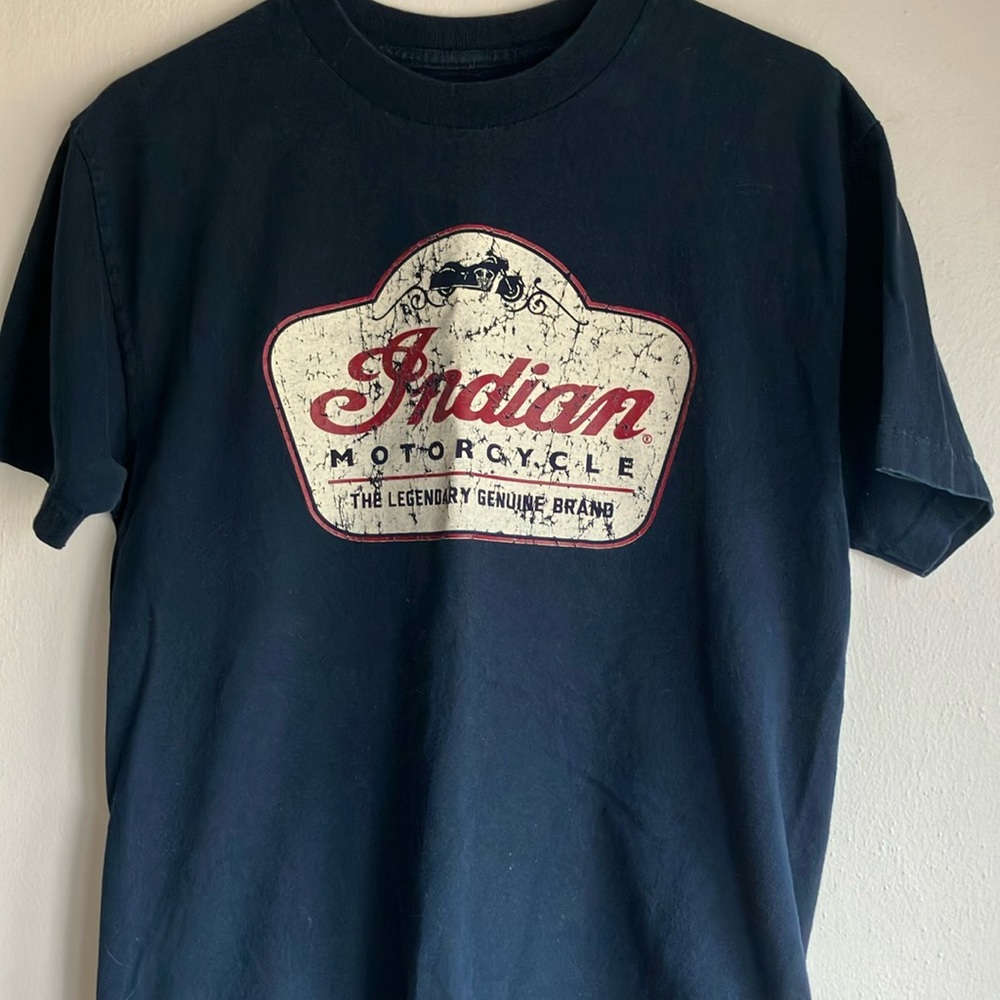 Indian®
MOTORCYCLE
THE LEGENDARY GENUINE BRAND